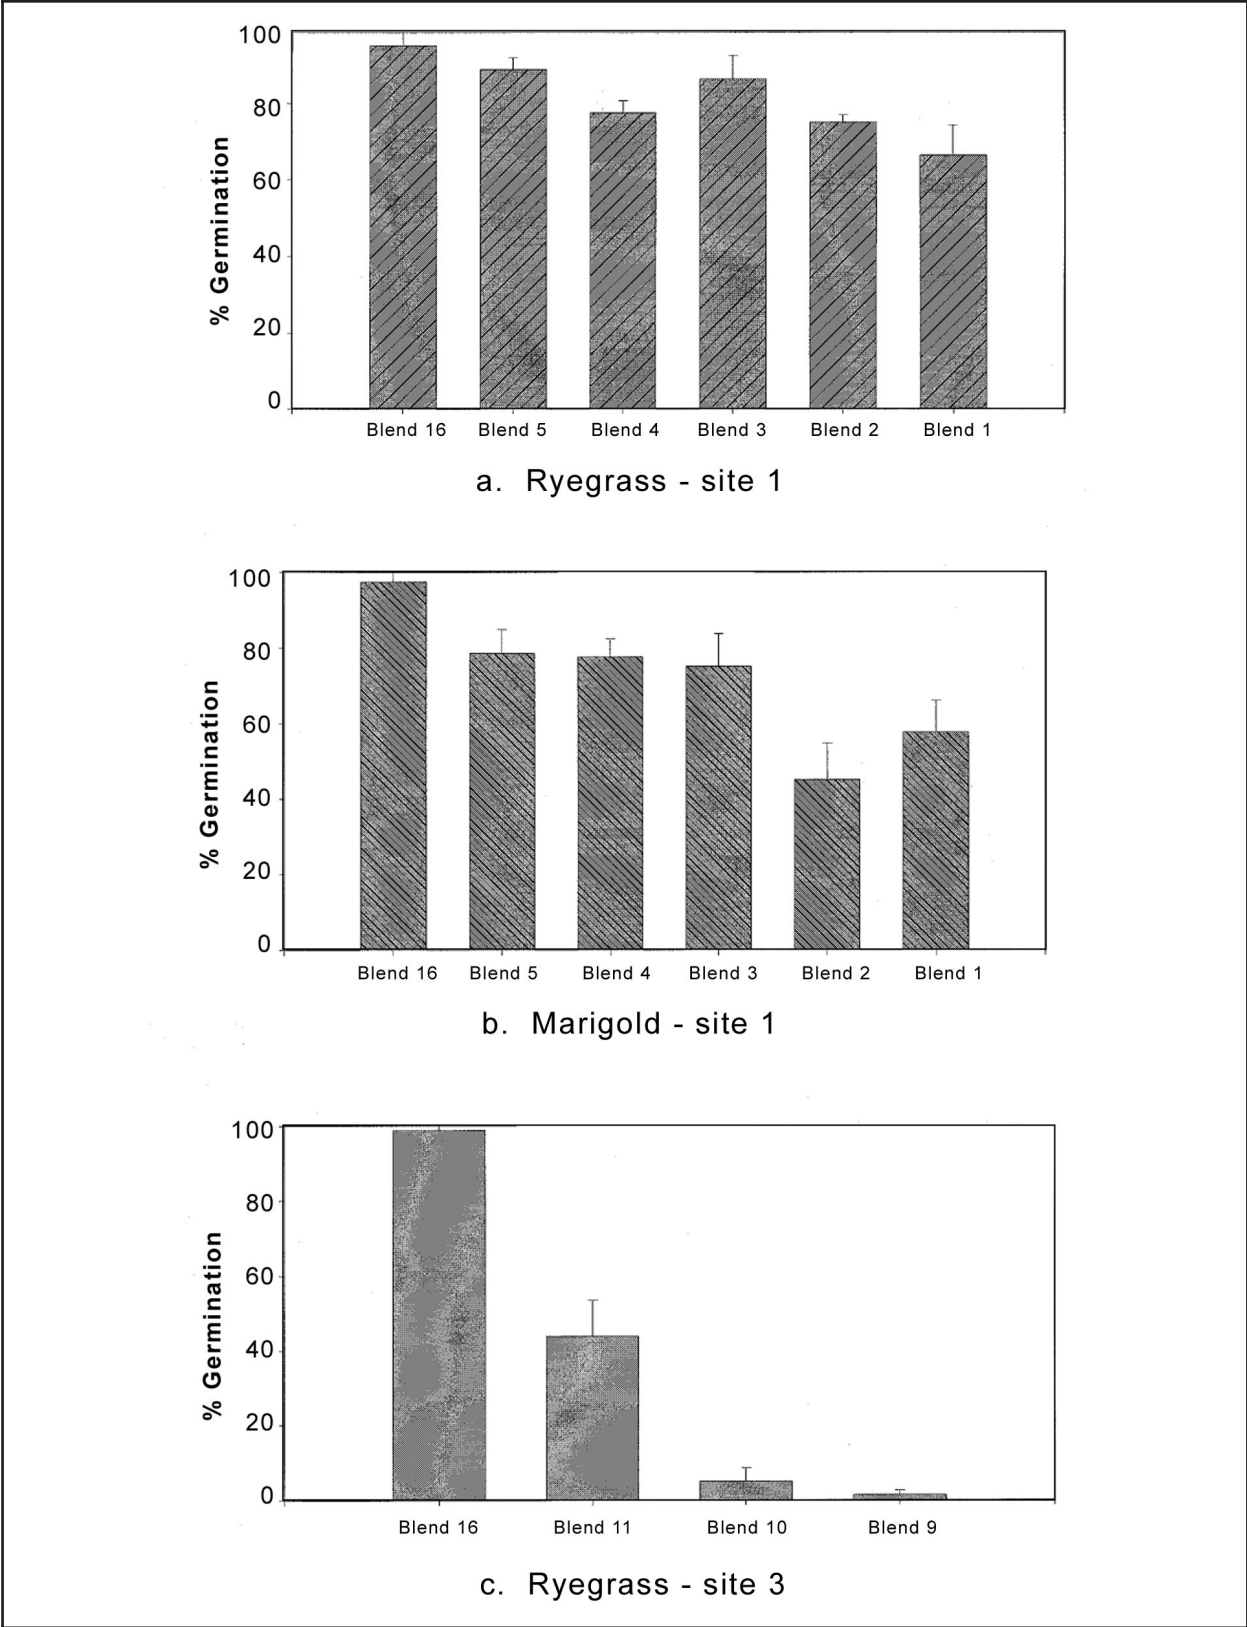 100
80
60
40
20
0
% Germination
Blend 16 Blend 5 Blend 4 Blend 3 Blend 2 Blend 1
a. Ryegrass - site 1
100
80
60
40
20
0
% Germination
Blend 16 Blend 5 Blend 4 Blend 3 Blend 2 Blend 1
b. Marigold - site 1
100
80
60
40
20
0
% Germination
Blend 16 Blend 11 Blend 10 Blend 9
c. Ryegrass - site 3